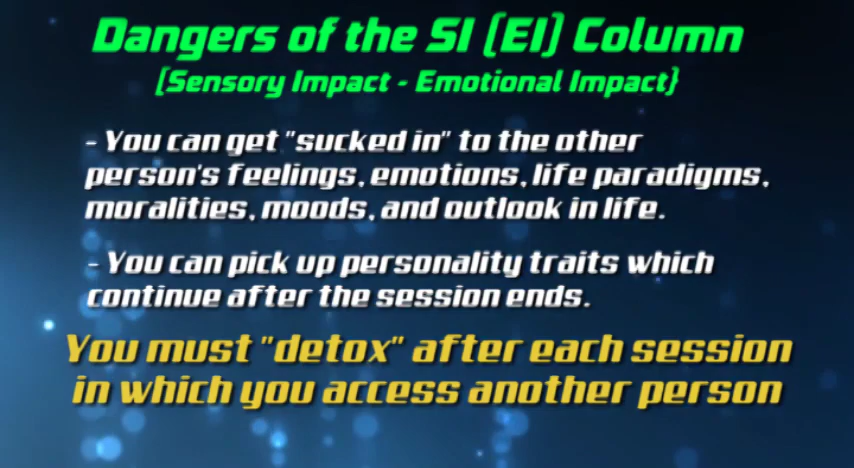 Dangers of the SI (EI) Column
(Sensory Impact - Emotional Impact}
- You can get "sucked in" to the other
person's feelings, emotions, life paradigms,
moralities, moods, and outlook in life.
- You can pick up personality traits which
continue after the session ends.
You must "detox" after each session
in which you access another person